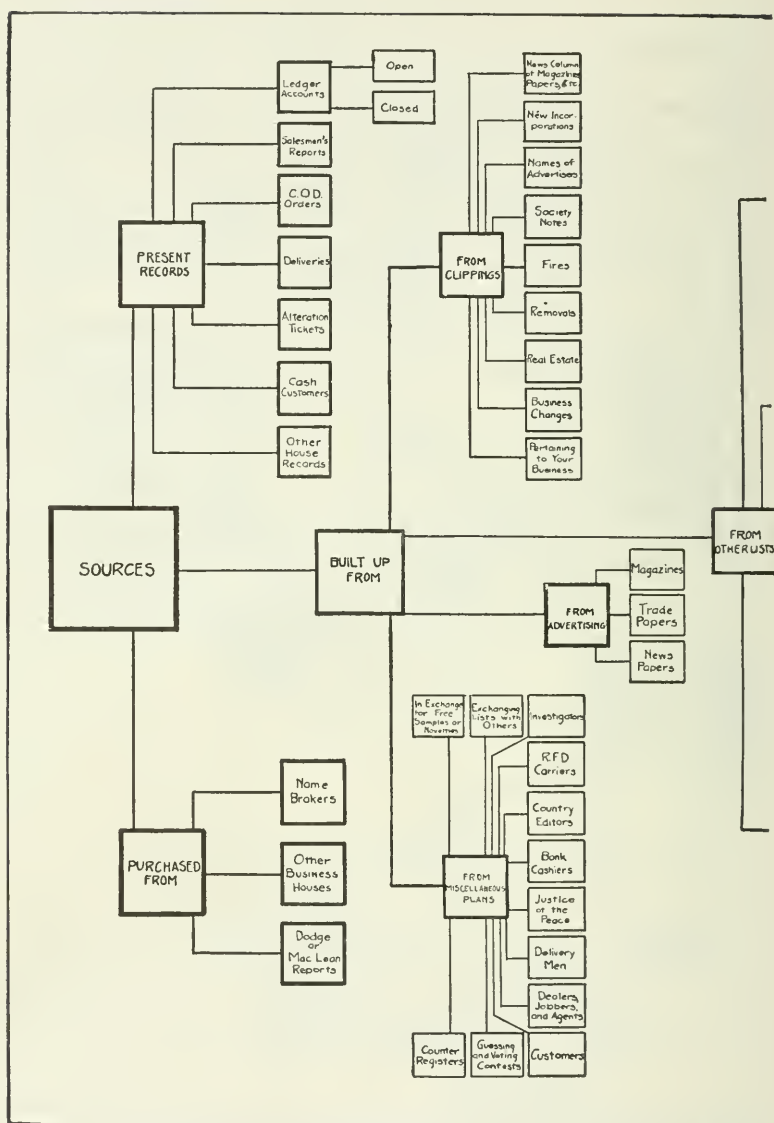 SOURCES
PRESENT
RECORDS
Ledger
Accounts
Open
Closed
Salesmen's
Reports
C.O.D.
Orders
Deliveries
Alteration
Tickets
Cash
Customers
Other
House
Records
BUILT UP
FROM
FROM
CLIPPINGS
News Column
of Magazines
Papers, Etc.
New Incor-
porations
Names of
Advertisers
Society
Notes
Fires
Removals
Real Estate
Business
Changes
Pertaining
to Your
Business
FROM
OTHER LISTS
FROM
ADVERTISING
Magazines
Trade
Papers
News
Papers
FROM
MISCELLANEOUS
PLANS
In Exchange
for Free
Samples or
Novelties
Exchanging
Lists with
Others
Investigators
R.F.D
Carriers
Country
Editors
Bank
Cashiers
Justice
of the
Peace
Delivery
Men
Dealers,
Jobbers,
and Agents
Counter
Registers
Guessing
and Voting
Contests
Customers
PURCHASED
FROM
Name
Brokers
Other
Business
Houses
Dodge
or
Mac Lean
Reports